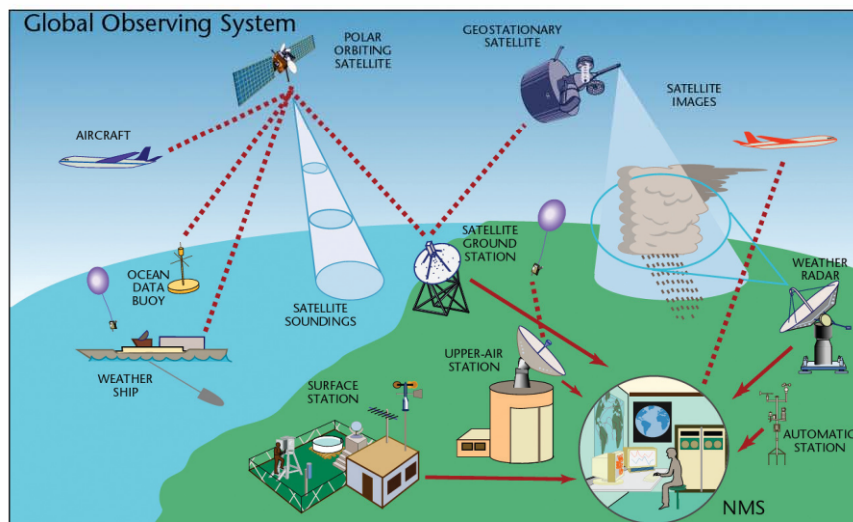 Global Observing System
POLAR
ORBITING
SATELLITE
GEOSTATIONARY
SATELLITE
SATELLITE
IMAGES
AIRCRAFT
OCEAN
DATA
BUOY
SATELLITE
SOUNDINGS
SATELLITE
GROUND
STATION
WEATHER
RADAR
WEATHER
SHIP
SURFACE
STATION
UPPER-AIR
STATION
AUTOMATIC
STATION
NMS